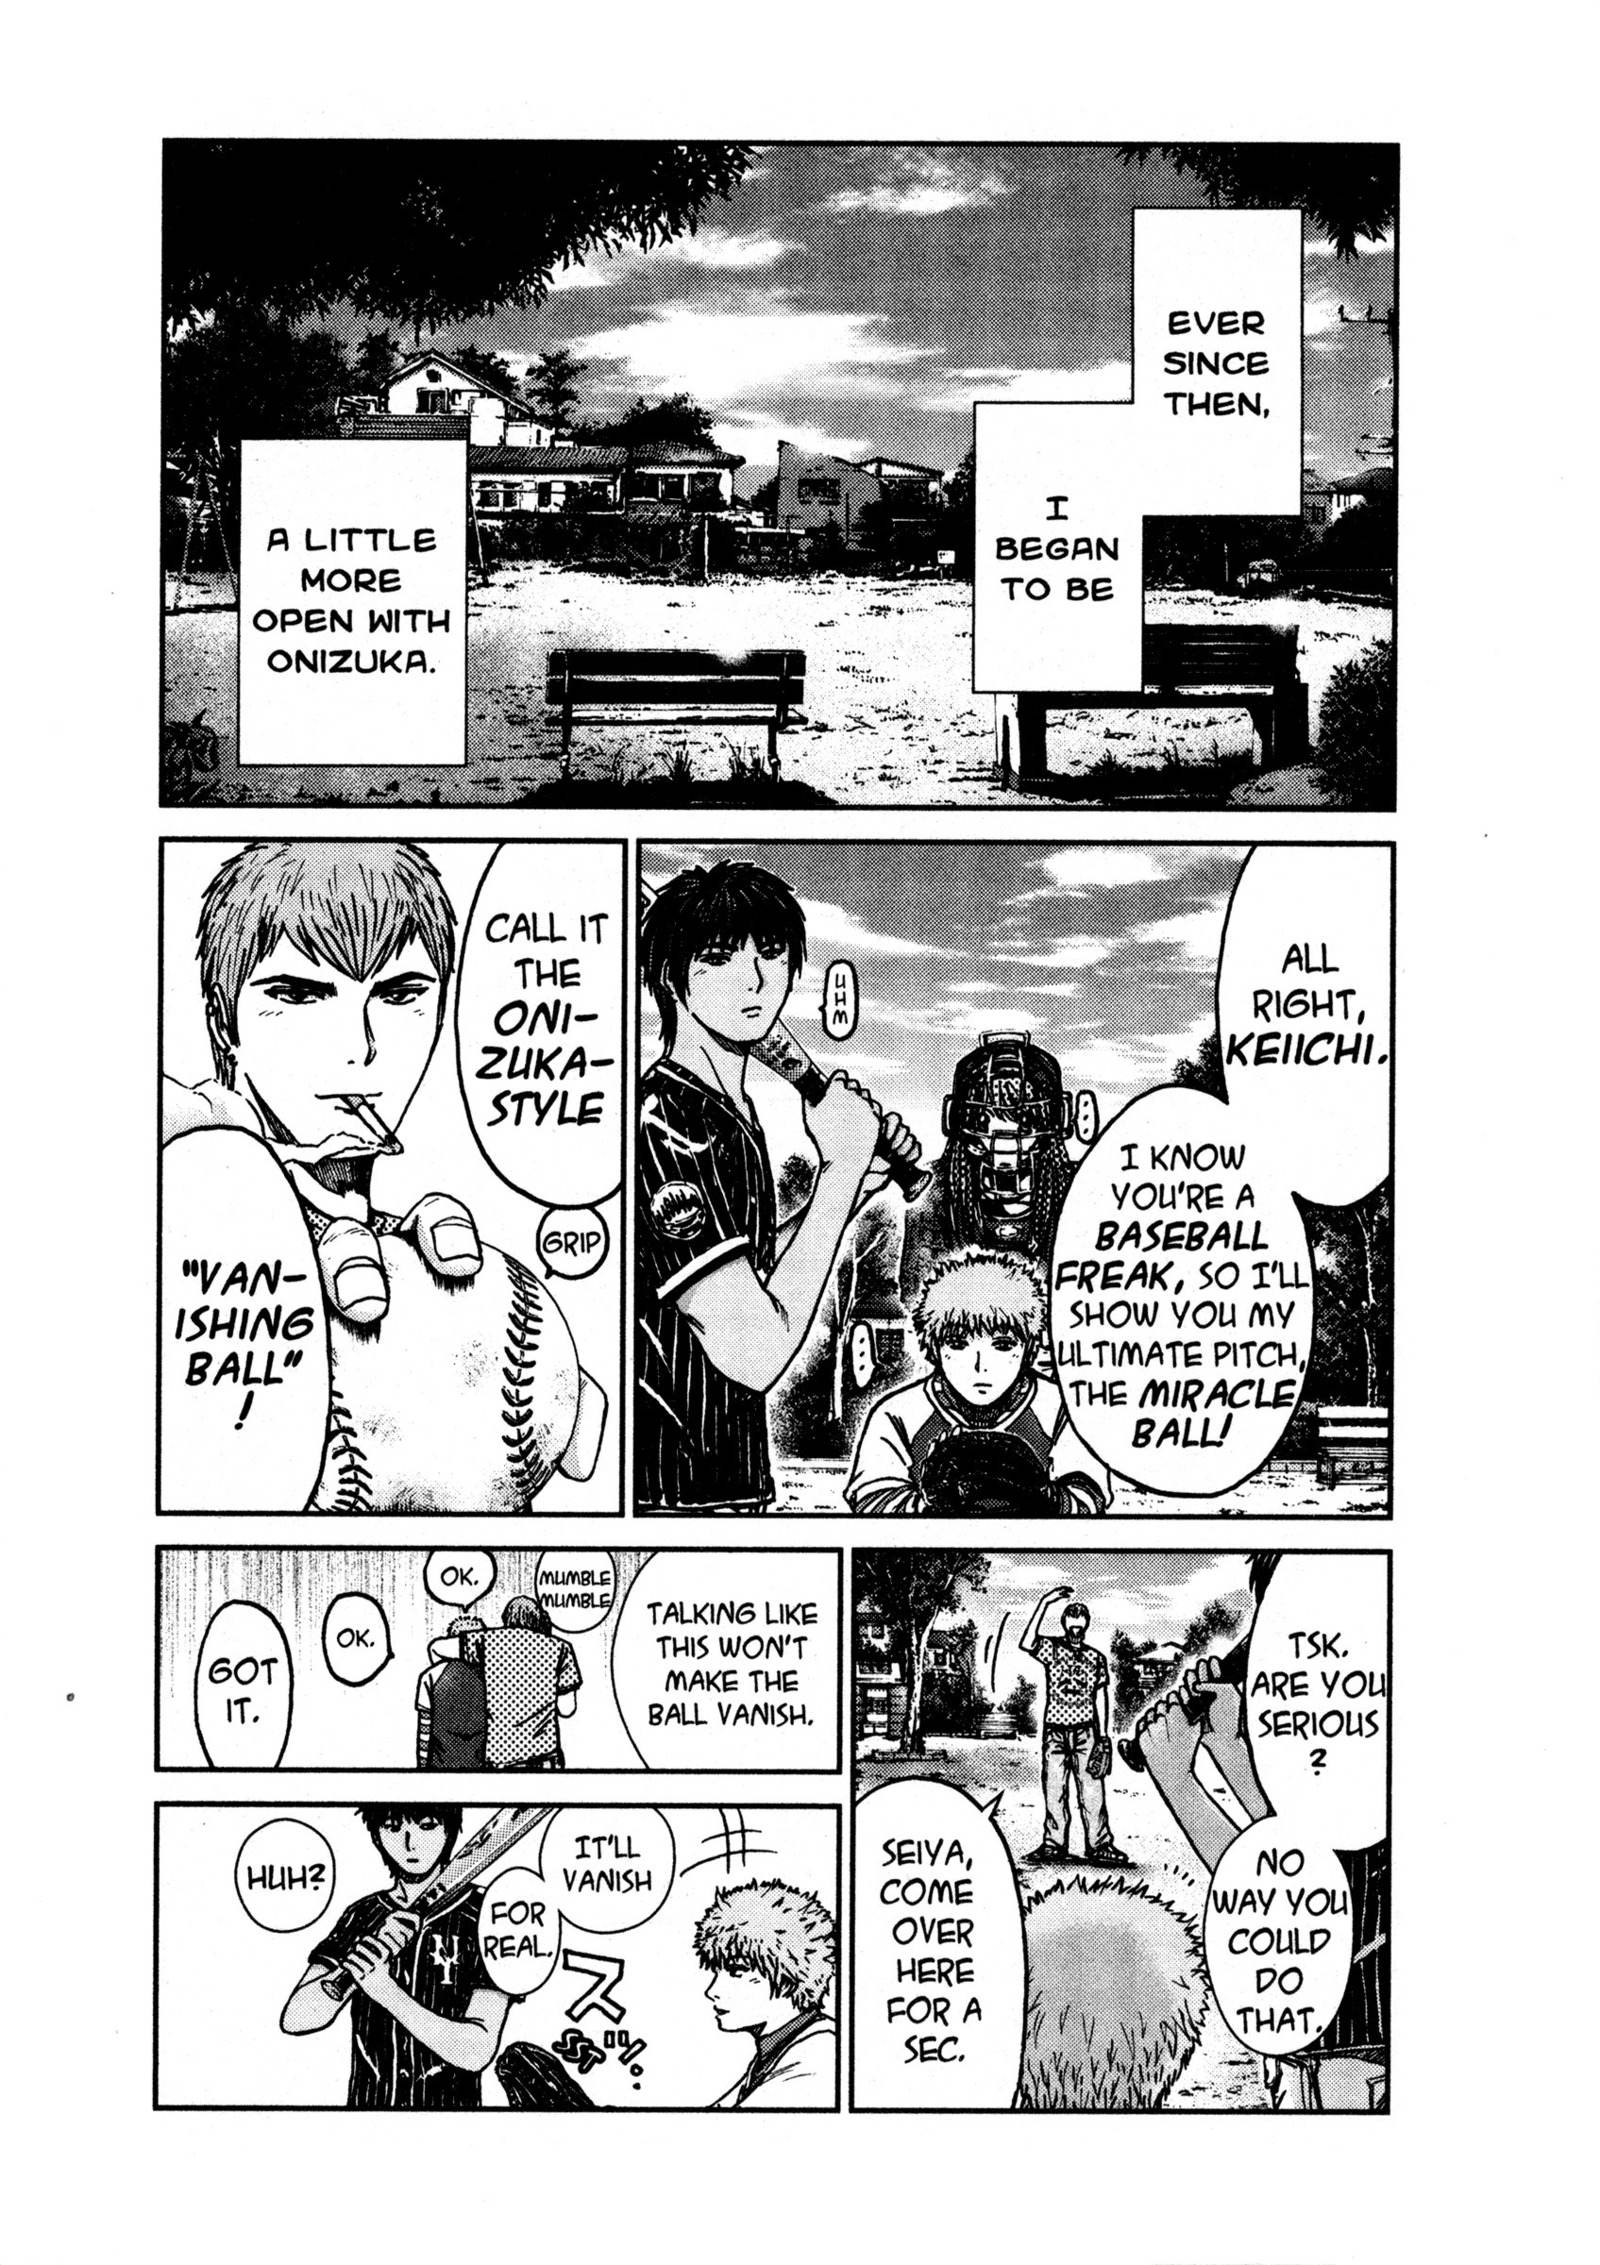 EVER
SINCE
THEN,
I
BEGAN
TO BE
A LITTLE
MORE
OPEN WITH
ONIZUKA.
ALL
RIGHT,
KEIICHI.
I KNOW
YOU'RE A
BASEBALL
FREAK, SO I'LL
SHOW YOU MY
ULTIMATE PITCH,
THE MIRACLE
BALL!
UHM
...
...
CALL IT
THE
ONI-
ZUKA-
STYLE
GRIP
"VAN-
ISHING
BALL"
!
TSK.
ARE YOU
SERIOUS
?
NO
WAY YOU
COULD
DO
THAT.
SEIYA,
COME
OVER
HERE
FOR A
SEC.
TALKING LIKE
THIS WON'T
MAKE THE
BALL VANISH.
MUMBLE
MUMBLE
OK.
OK.
GOT
IT.
IT'LL
VANISH
FOR
REAL.
HUH?
NY
スッ.
SST